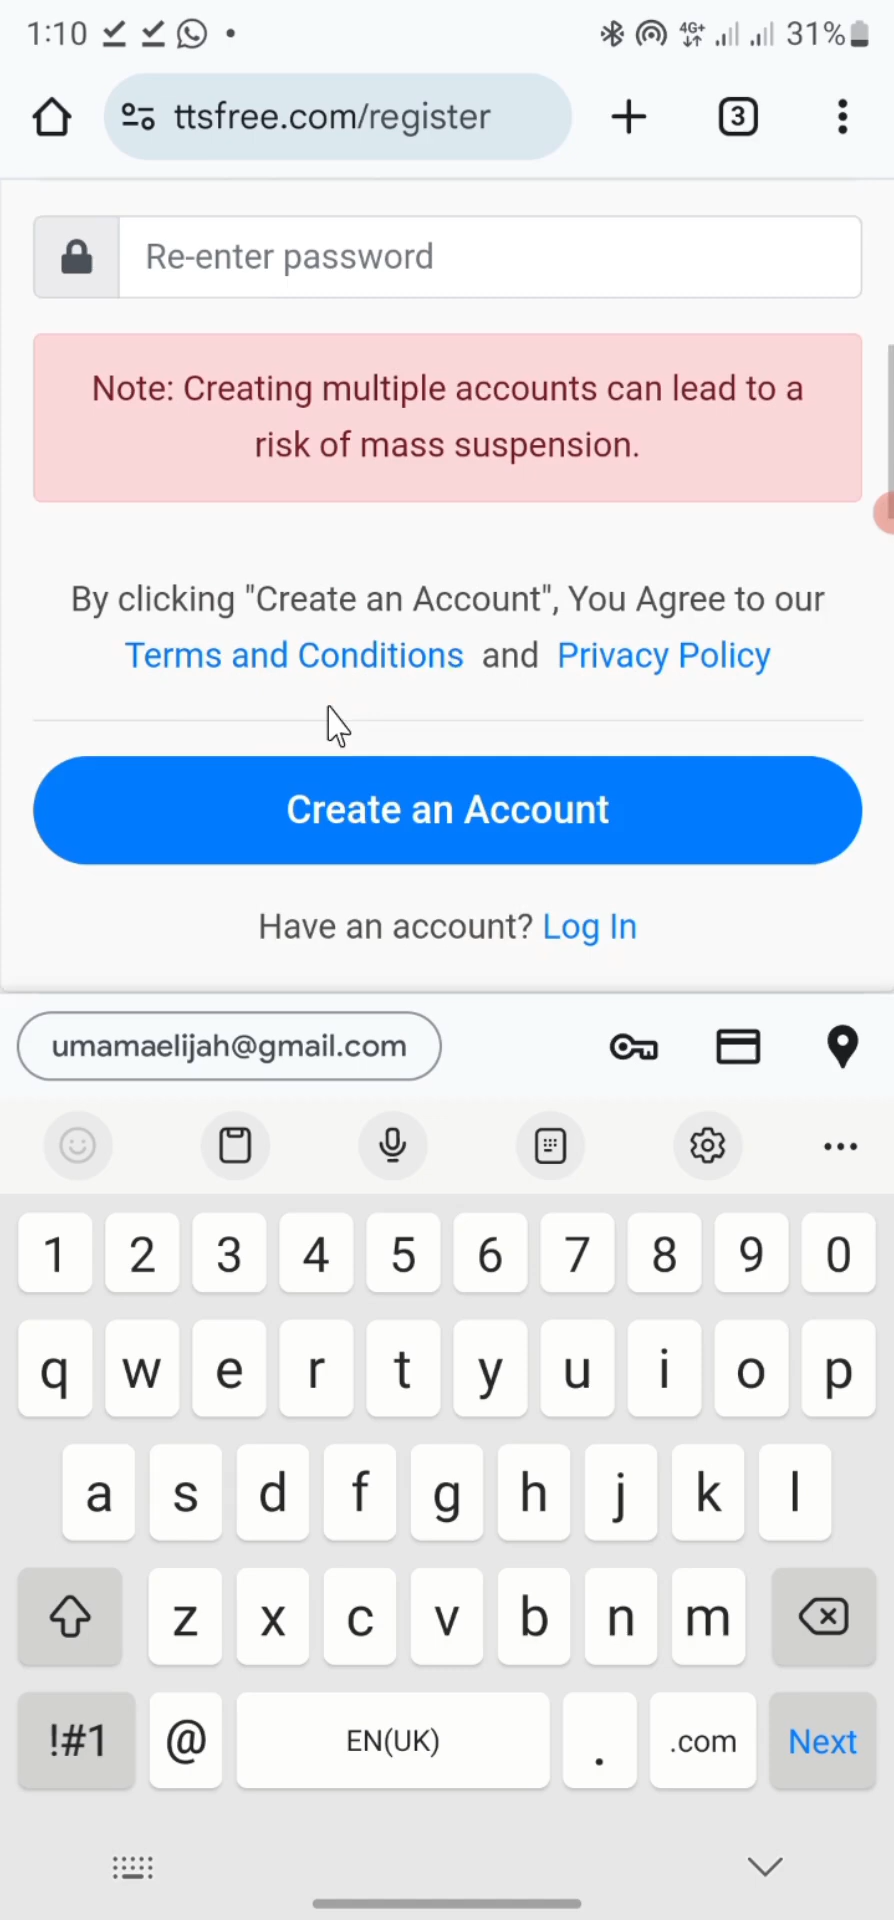 1:10
4G+
31%
ttsfree.com/register
3
Re-enter password
Note: Creating multiple accounts can lead to a
risk of mass suspension.
By clicking "Create an Account", You Agree to our
Terms and Conditions and Privacy Policy
Create an Account
Have an account? Log In
umamaelijah@gmail.com
1 2 3 4 5 6 7 8 9 0
q w e r t y u i o p
a s d f g h j k l
z x c v b n m
!#1 @ EN(UK) . .com Next